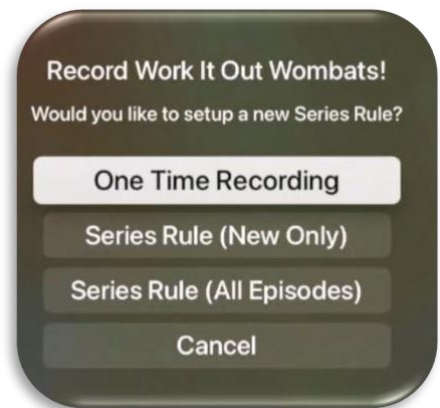 Record Work It Out Wombats!
Would you like to setup a new Series Rule?
One Time Recording
Series Rule (New Only)
Series Rule (All Episodes)
Cancel